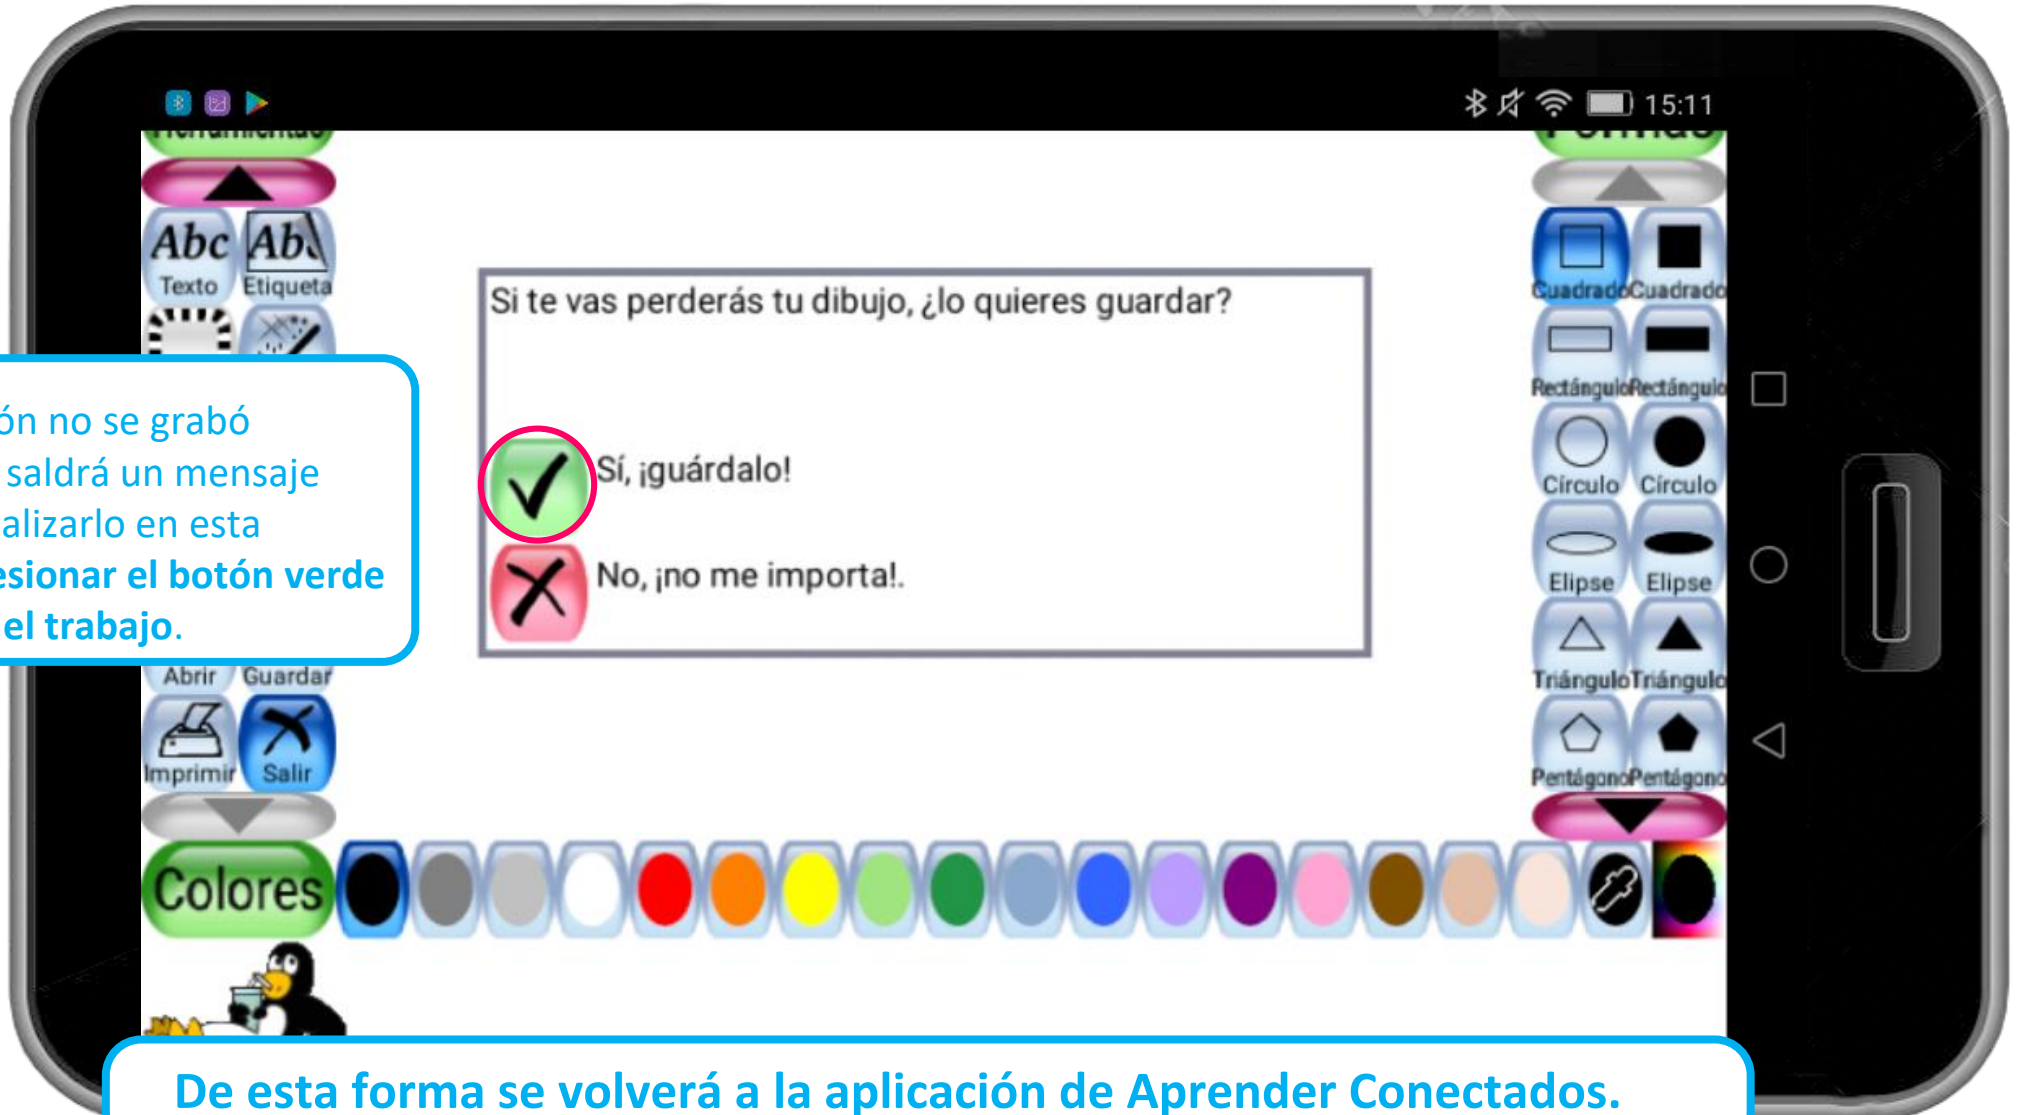 15:11
Herramientas
Formas
Abc Abc
Texto Etiqueta
Si te vas perderás tu dibujo, ¿lo quieres guardar?
Sí, ¡guárdalo!
No, ¡no me importa!.
ón no se grabó
saldrá un mensaje
alizarlo en esta
esionar el botón verde
el trabajo.
Abrir Guardar
Imprimir Salir
Cuadrado Cuadrado
Rectángulo Rectángulo
Círculo Círculo
Elipse Elipse
Triángulo Triángulo
Pentágono Pentágono
Colores
De esta forma se volverá a la aplicación de Aprender Conectados.